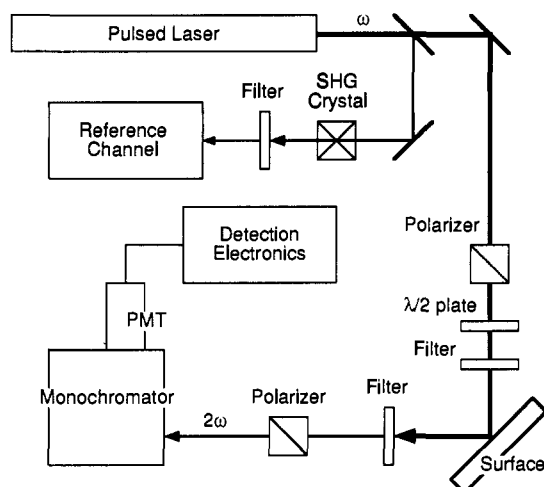 Pulsed Laser
ω
SHG
Crystal
Filter
Reference
Channel
Polarizer
Detection
Electronics
λ/2 plate
PMT
Filter
Monochromator
Polarizer
Filter
2ω
Surface